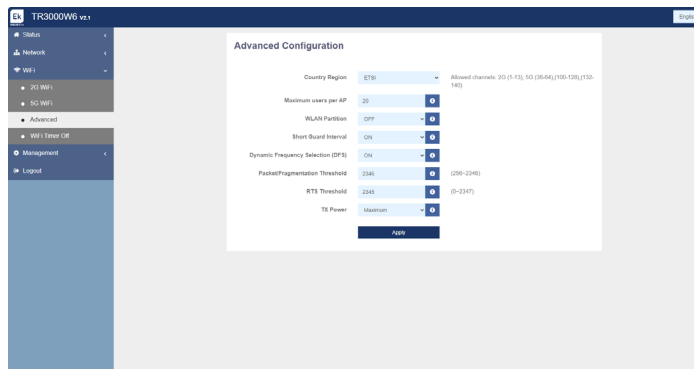 Ek TR3000W6 v2.1
English
Status
Network
WiFi
2G WiFi
5G WiFi
Advanced
WiFi Timer Off
Management
Logout
Advanced Configuration
Country Region ETSI Allowed channels: 2G (1-13), 5G (36-64),(100-128),(132-
140)
Maximum users per AP 20
WLAN Partition OFF
Short Guard Interval ON
Dynamic Frequency Selection (DFS) ON
Packet/Fragmentation Threshold 2346 (256~2346)
RTS Threshold 2345 (0~2347)
TX Power Maximum
Apply